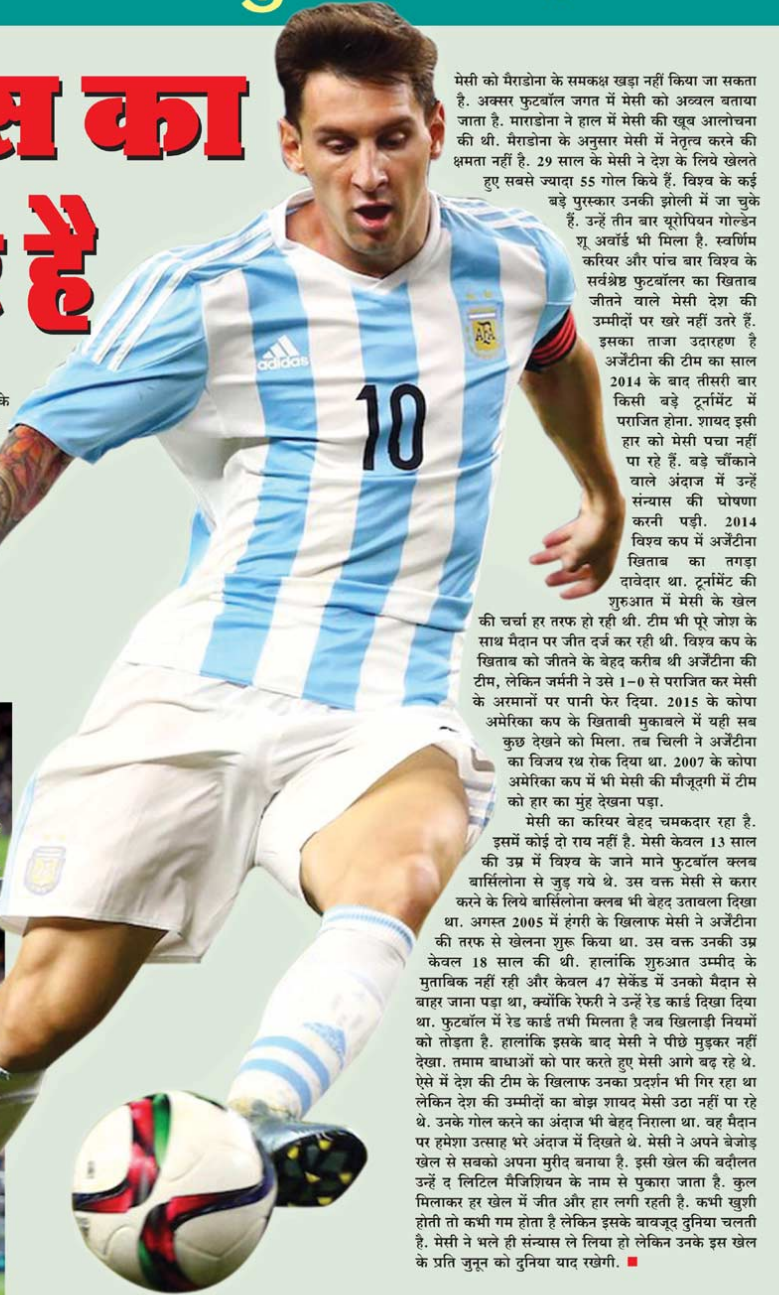 स का
है
के
adidas
AFA
10
मेसी को मैराडोना के समकक्ष खड़ा नहीं किया जा सकता
है. अक्सर फुटबॉल जगत में मेसी को अव्वल बताया
जाता है. माराडोना ने हाल में मेसी की खूब आलोचना
की थी. मैराडोना के अनुसार मेसी में नेतृत्व करने की
क्षमता नहीं है. 29 साल के मेसी ने देश के लिये खेलते
हुए सबसे ज्यादा 55 गोल किये हैं. विश्व के कई
बड़े पुरस्कार उनकी झोली में जा चुके
हैं. उन्हें तीन बार यूरोपियन गोल्डेन
शू अवॉर्ड भी मिला है. स्वर्णिम
करियर और पांच बार विश्व के
सर्वश्रेष्ठ फुटबॉलर का खिताब
जीतने वाले मेसी देश की
उम्मीदों पर खरे नहीं उतरे हैं.
इसका ताजा उदारहण है
अर्जेंटीना की टीम का साल
2014 के बाद तीसरी बार
किसी बड़े टूर्नामेंट में
पराजित होना. शायद इसी
हार को मेसी पचा नहीं
पा रहे हैं. बड़े चौंकाने
वाले अंदाज में उन्हें
संन्यास की घोषणा
करनी पड़ी. 2014
विश्व कप में अर्जेंटीना
खिताब का तगड़ा
दावेदार था. टूर्नामेंट की
शुरुआत में मेसी के खेल
की चर्चा हर तरफ हो रही थी. टीम भी पूरे जोश के
साथ मैदान पर जीत दर्ज कर रही थी. विश्व कप के
खिताब को जीतने के बेहद करीब थी अर्जेंटीना की
टीम, लेकिन जर्मनी ने उसे 1-0 से पराजित कर मेसी
के अरमानों पर पानी फेर दिया. 2015 के कोपा
अमेरिका कप के खिताबी मुकाबले में यही सब
कुछ देखने को मिला. तब चिली ने अर्जेंटीना
का विजय रथ रोक दिया था. 2007 के कोपा
अमेरिका कप में भी मेसी की मौजूदगी में टीम
को हार का मुंह देखना पड़ा.
मेसी का करियर बेहद चमकदार रहा है.
इसमें कोई दो राय नहीं है. मेसी केवल 13 साल
की उम्र में विश्व के जाने माने फुटबॉल क्लब
बार्सिलोना से जुड़ गये थे. उस वक्त मेसी से करार
करने के लिये बार्सिलोना क्लब भी बेहद उतावला दिखा
था. अगस्त 2005 में हंगरी के खिलाफ मेसी ने अर्जेंटीना
की तरफ से खेलना शुरू किया था. उस वक्त उनकी उम्र
केवल 18 साल की थी. हालांकि शुरुआत उम्मीद के
मुताबिक नहीं रही और केवल 47 सेकेंड में उनको मैदान से
बाहर जाना पड़ा था, क्योंकि रेफरी ने उन्हें रेड कार्ड दिखा दिया
था. फुटबॉल में रेड कार्ड तभी मिलता है जब खिलाड़ी नियमों
को तोड़ता है. हालांकि इसके बाद मेसी ने पीछे मुड़कर नहीं
देखा. तमाम बाधाओं को पार करते हुए मेसी आगे बढ़ रहे थे.
ऐसे में देश की टीम के खिलाफ उनका प्रदर्शन भी गिर रहा था
लेकिन देश की उम्मीदों का बोझ शायद मेसी उठा नहीं पा रहे
थे. उनके गोल करने का अंदाज भी बेहद निराला था. वह मैदान
पर हमेशा उत्साह भरे अंदाज में दिखते थे. मेसी ने अपने बेजोड़
खेल से सबको अपना मुरीद बनाया है. इसी खेल की बदौलत
उन्हें द लिटिल मैजिशियन के नाम से पुकारा जाता है. कुल
मिलाकर हर खेल में जीत और हार लगी रहती है. कभी खुशी
होती तो कभी गम होता है लेकिन इसके बावजूद दुनिया चलती
है. मेसी ने भले ही संन्यास ले लिया हो लेकिन उनके इस खेल
के प्रति जुनून को दुनिया याद रखेगी.